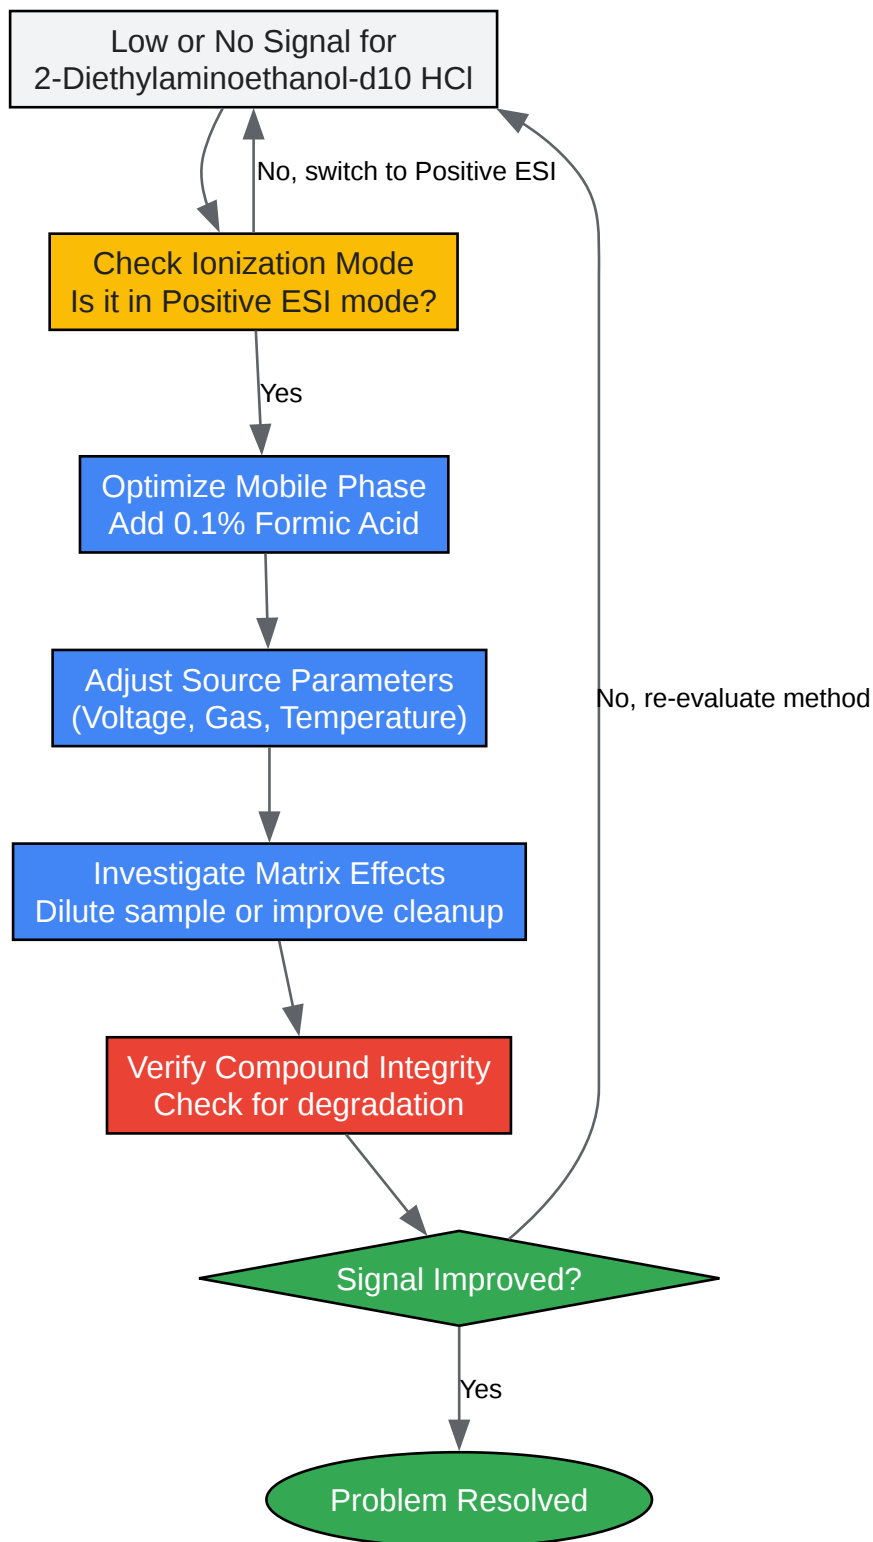 Low or No Signal for
2-Diethylaminoethanol-d10 HCl
No, switch to Positive ESI
Check Ionization Mode
Is it in Positive ESI mode?
Yes
Optimize Mobile Phase
Add 0.1% Formic Acid
Adjust Source Parameters
(Voltage, Gas, Temperature)
No, re-evaluate method
Investigate Matrix Effects
Dilute sample or improve cleanup
Verify Compound Integrity
Check for degradation
Signal Improved?
Yes
Problem Resolved